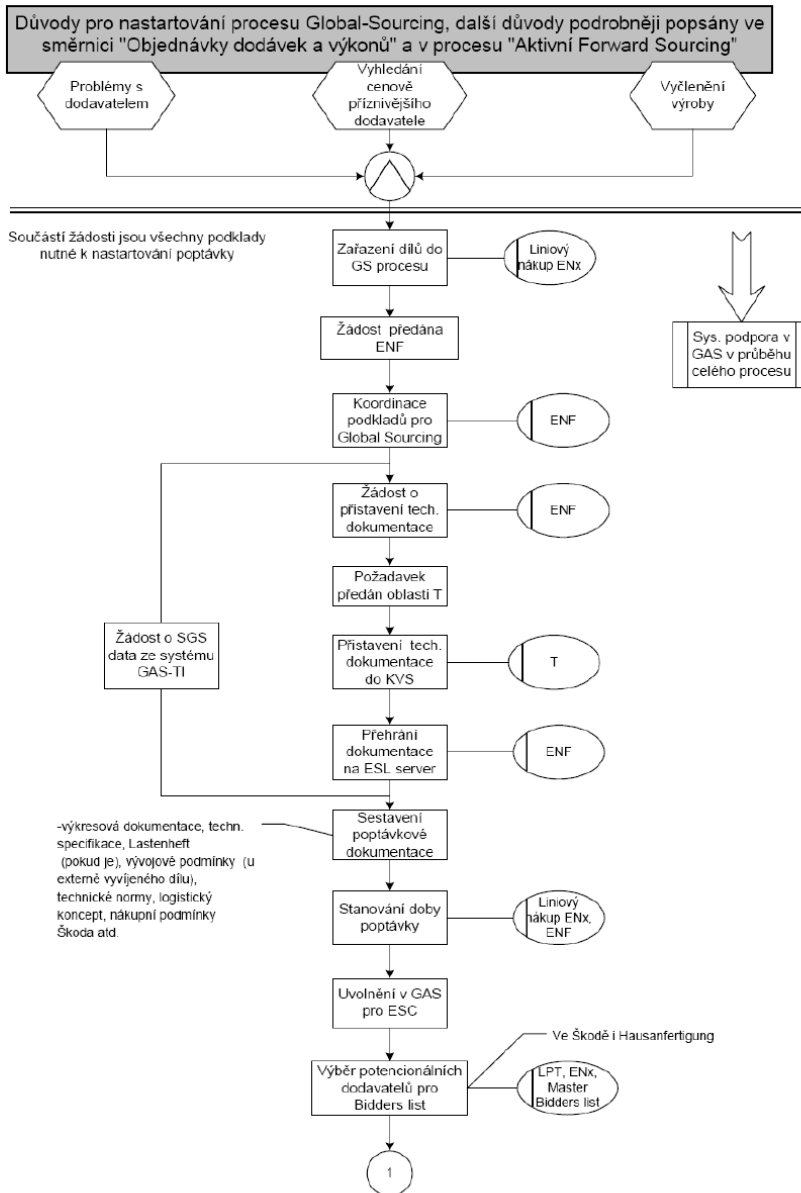 Důvody pro nastartování procesu Global-Sourcing, další důvody podrobněji popsány ve
směrnici "Objednávky dodávek a výkonů" a v procesu "Aktivní Forward Sourcing"
Problémy s
dodavatelem
Vyhledání
cenově
příznivějšího
dodavatele
Vyčlenění
výroby
Součástí žádosti jsou všechny podklady
nutné k nastartování poptávky
Zařazení dílů do
GS procesu
Liniový
nákup ENx
Sys. podpora v
GAS v průběhu
celého procesu
Žádost předána
ENF
Koordinace
podkladů pro
Global Sourcing
ENF
Žádost o
přistavení tech.
dokumentace
ENF
Požadavek
předán oblasti T
Žádost o SGS
data ze systému
GAS-TI
Přistavení tech.
dokumentace
do KVS
T
Přehrání
dokumentace
na ESL server
ENF
-výkresová dokumentace, techn.
specifikace, Lastenheft
(pokud je), vývojové podmínky (u
externě vyvíjeného dílu),
technické normy, logistický
koncept, nákupní podmínky
Škoda atd.
Sestavení
poptávkové
dokumentace
Stanování doby
poptávky
Liniový
nákup ENx,
ENF
Uvolnění v GAS
pro ESC
Ve Škodě i Hausanfertigung
Výběr potencionálních
dodavatelů pro
Bidders list
LPT, ENx,
Master
Bidders list
1